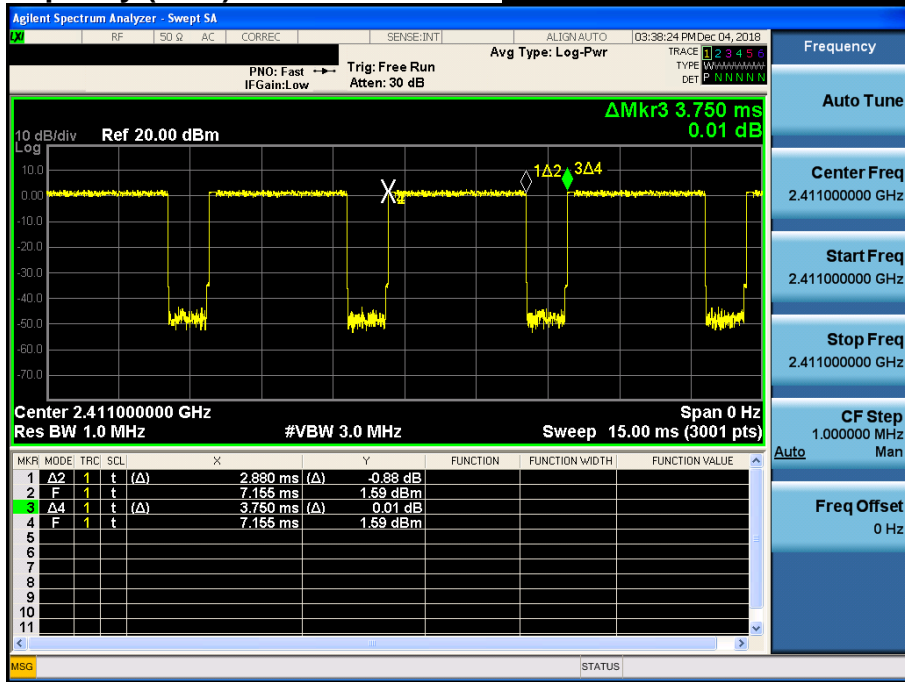 Agilent Spectrum Analyzer - Swept SA
LXI RF 50 Ω AC CORREC SENSE:INT ALIGN AUTO 03:38:24 PM Dec 04, 2018
Avg Type: Log-Pwr
TRACE 1 2 3 4 5 6
PNO: Fast Trig: Free Run
TYPE
IFGain:Low Atten: 30 dB
DET P N N N N N
ΔMkr3 3.750 ms
0.01 dB
10 dB/div Ref 20.00 dBm
Log
10.0
0.00
-10.0
-20.0
-30.0
-40.0
-50.0
-60.0
-70.0
1Δ2 3Δ4
X 4
Center 2.411000000 GHz Span 0 Hz
Res BW 1.0 MHz #VBW 3.0 MHz Sweep 15.00 ms (3001 pts)
MKR MODE TRC SCL X Y FUNCTION FUNCTION WIDTH FUNCTION VALUE
1 Δ2 1 t (Δ) 2.880 ms (Δ) -0.88 dB
2 F 1 t 7.155 ms 1.59 dBm
3 Δ4 1 t (Δ) 3.750 ms (Δ) 0.01 dB
4 F 1 t 7.155 ms 1.59 dBm
5
6
7
8
9
10
11
MSG STATUS
Frequency
Auto Tune
Center Freq
2.411000000 GHz
Start Freq
2.411000000 GHz
Stop Freq
2.411000000 GHz
CF Step
1.000000 MHz
Auto Man
Freq Offset
0 Hz